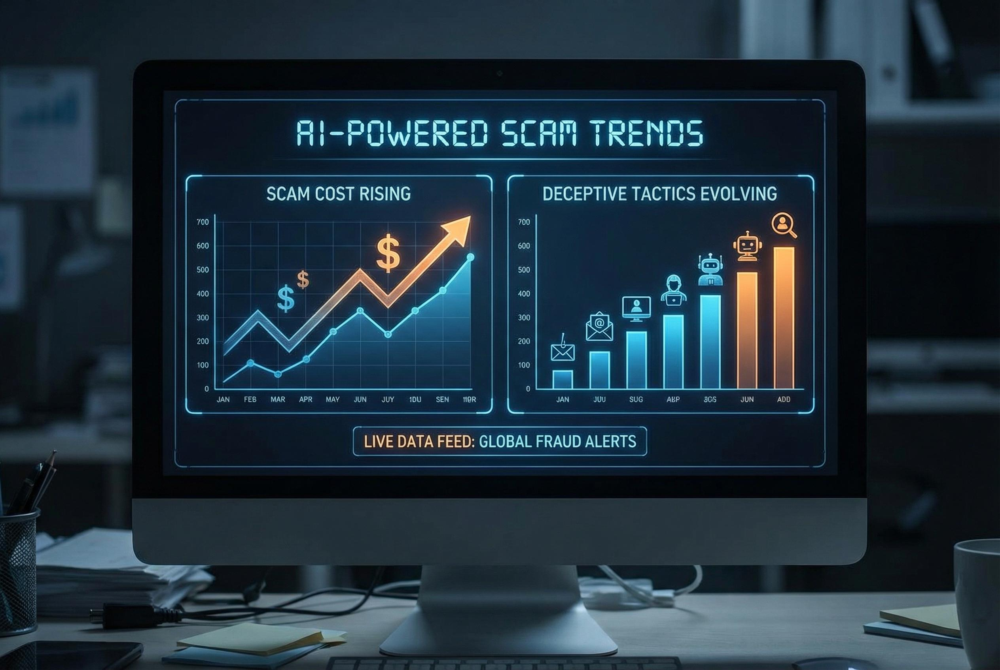 AI-POWERED SCAM TRENDS
SCAM COST RISING
700
600
500
400
300
200
100
0
JAN FEB MAR APR MAY JUN JUY 1DU SEN
$ $ $
DECEPTIVE TACTICS EVOLVING
700
600
500
400
300
200
100
0
JAN JUU SUG ABP JUN ADD
@
LIVE DATA FEED: GLOBAL FRAUD ALERTS